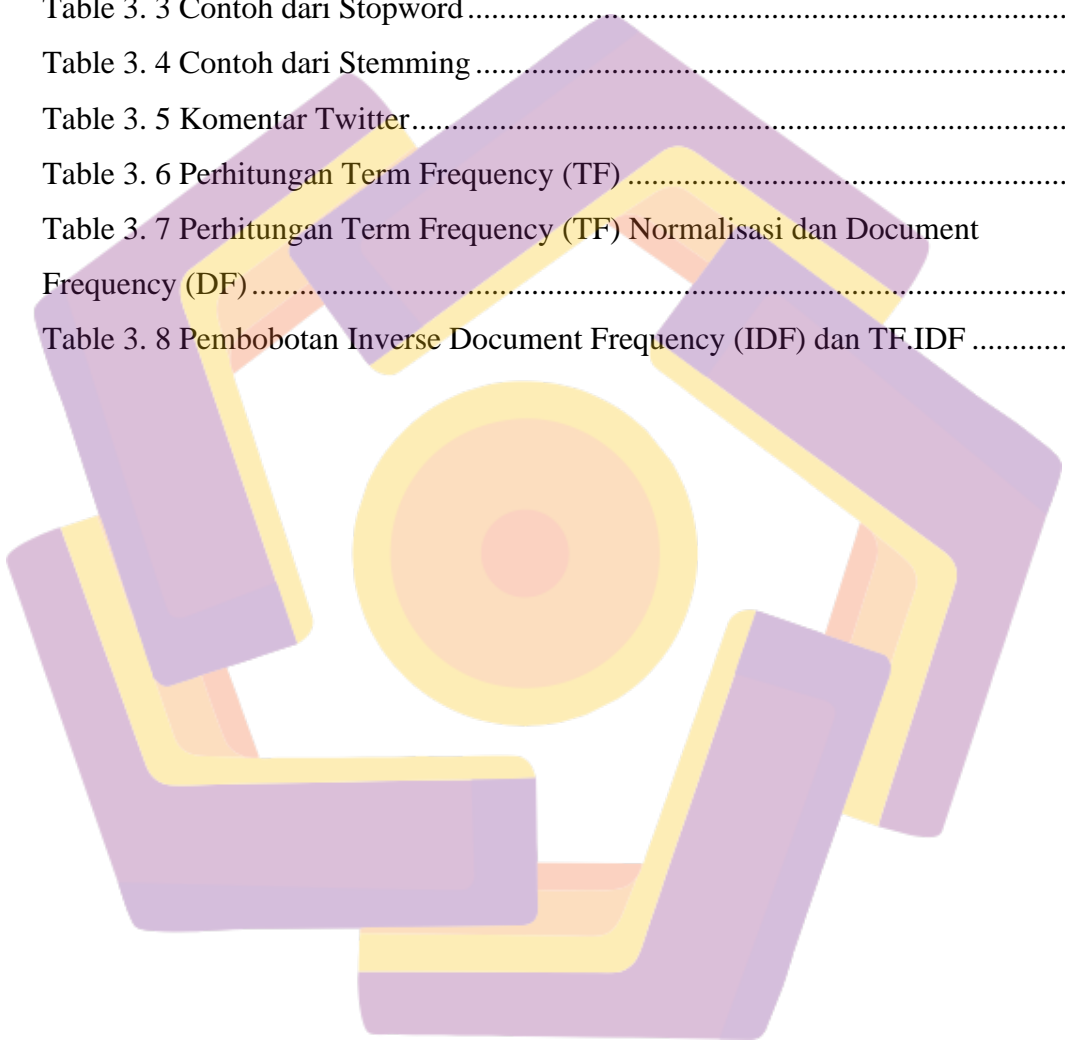 Table 3. 3 Contoh dari Stopword ................................................................................
Table 3. 4 Contoh dari Stemming ...............................................................................
Table 3. 5 Komentar Twitter.......................................................................................
Table 3. 6 Perhitungan Term Frequency (TF) ............................................................
Table 3. 7 Perhitungan Term Frequency (TF) Normalisasi dan Document
Frequency (DF)...........................................................................................................
Table 3. 8 Pembobotan Inverse Document Frequency (IDF) dan TF.IDF ............